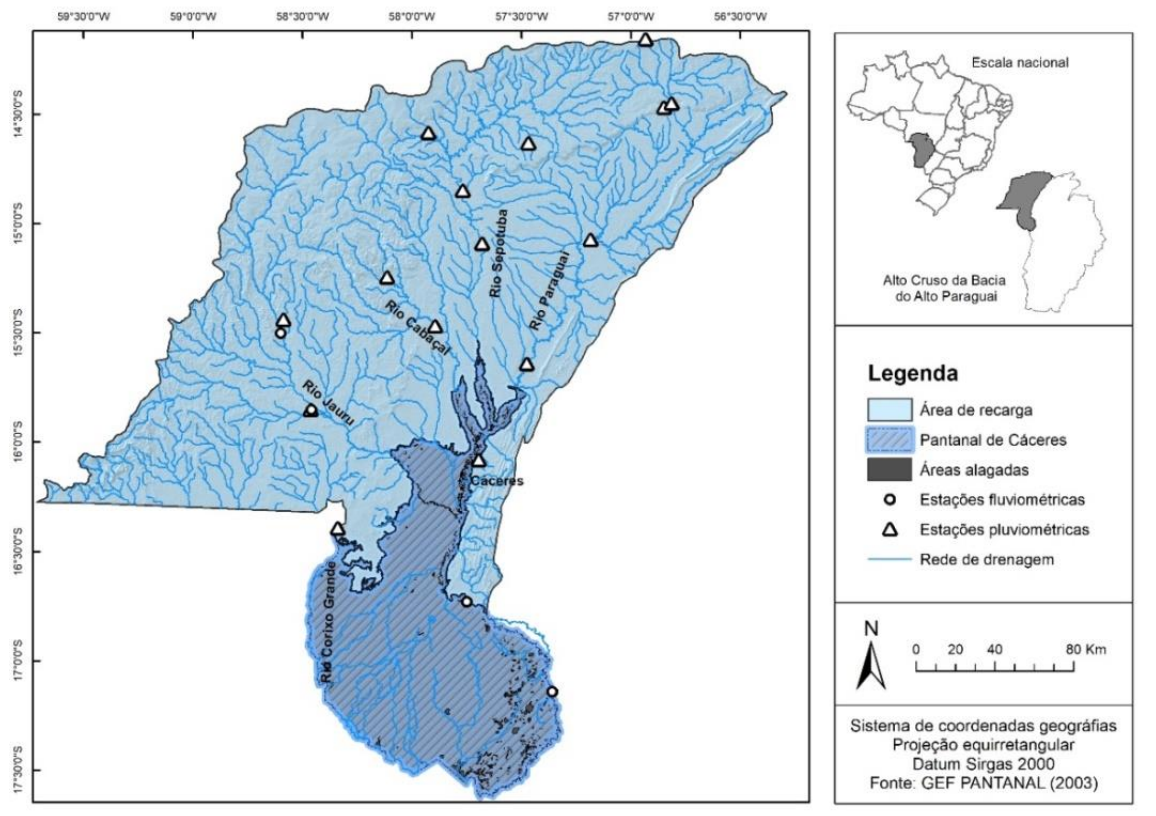 59°30'0"W 59°0'0"W 58°30'0"W 58°0'0"W 57°30'0"W 57°0'0"W 56°30'0"W
14°30'0"S
15°0'0"S
15°30'0"S
16°0'0"S
16°30'0"S
17°0'0"S
17°30'0"S
Rio Sepotuba
Rio Paraguai
Rio Cabaçal
Rio Jauru
Cáceres
Rio Corixo Grande
Escala nacional
Alto Cruso da Bacia
do Alto Paraguai
Legenda
Área de recarga
Pantanal de Cáceres
Áreas alagadas
Estações fluviométricas
Estações pluviométricas
Rede de drenagem
N
0 20 40 80 Km
Sistema de coordenadas geográfias
Projeção equirretangular
Datum Sirgas 2000
Fonte: GEF PANTANAL (2003)